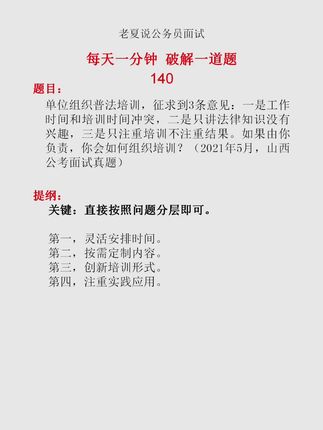 老夏说公务员面试
每天一分钟 破解一道题
140
题目：
单位组织普法培训，征求到3条意见：一是工作
时间和培训时间冲突，二是只讲法律知识没有
兴趣，三是只注重培训不注重结果。如果由你
负责，你会如何组织培训？（2021年5月，山西
公考面试真题）
提纲：
关键：直接按照问题分层即可。
第一，灵活安排时间。
第二，按需定制内容。
第三，创新培训形式。
第四，注重实践应用。